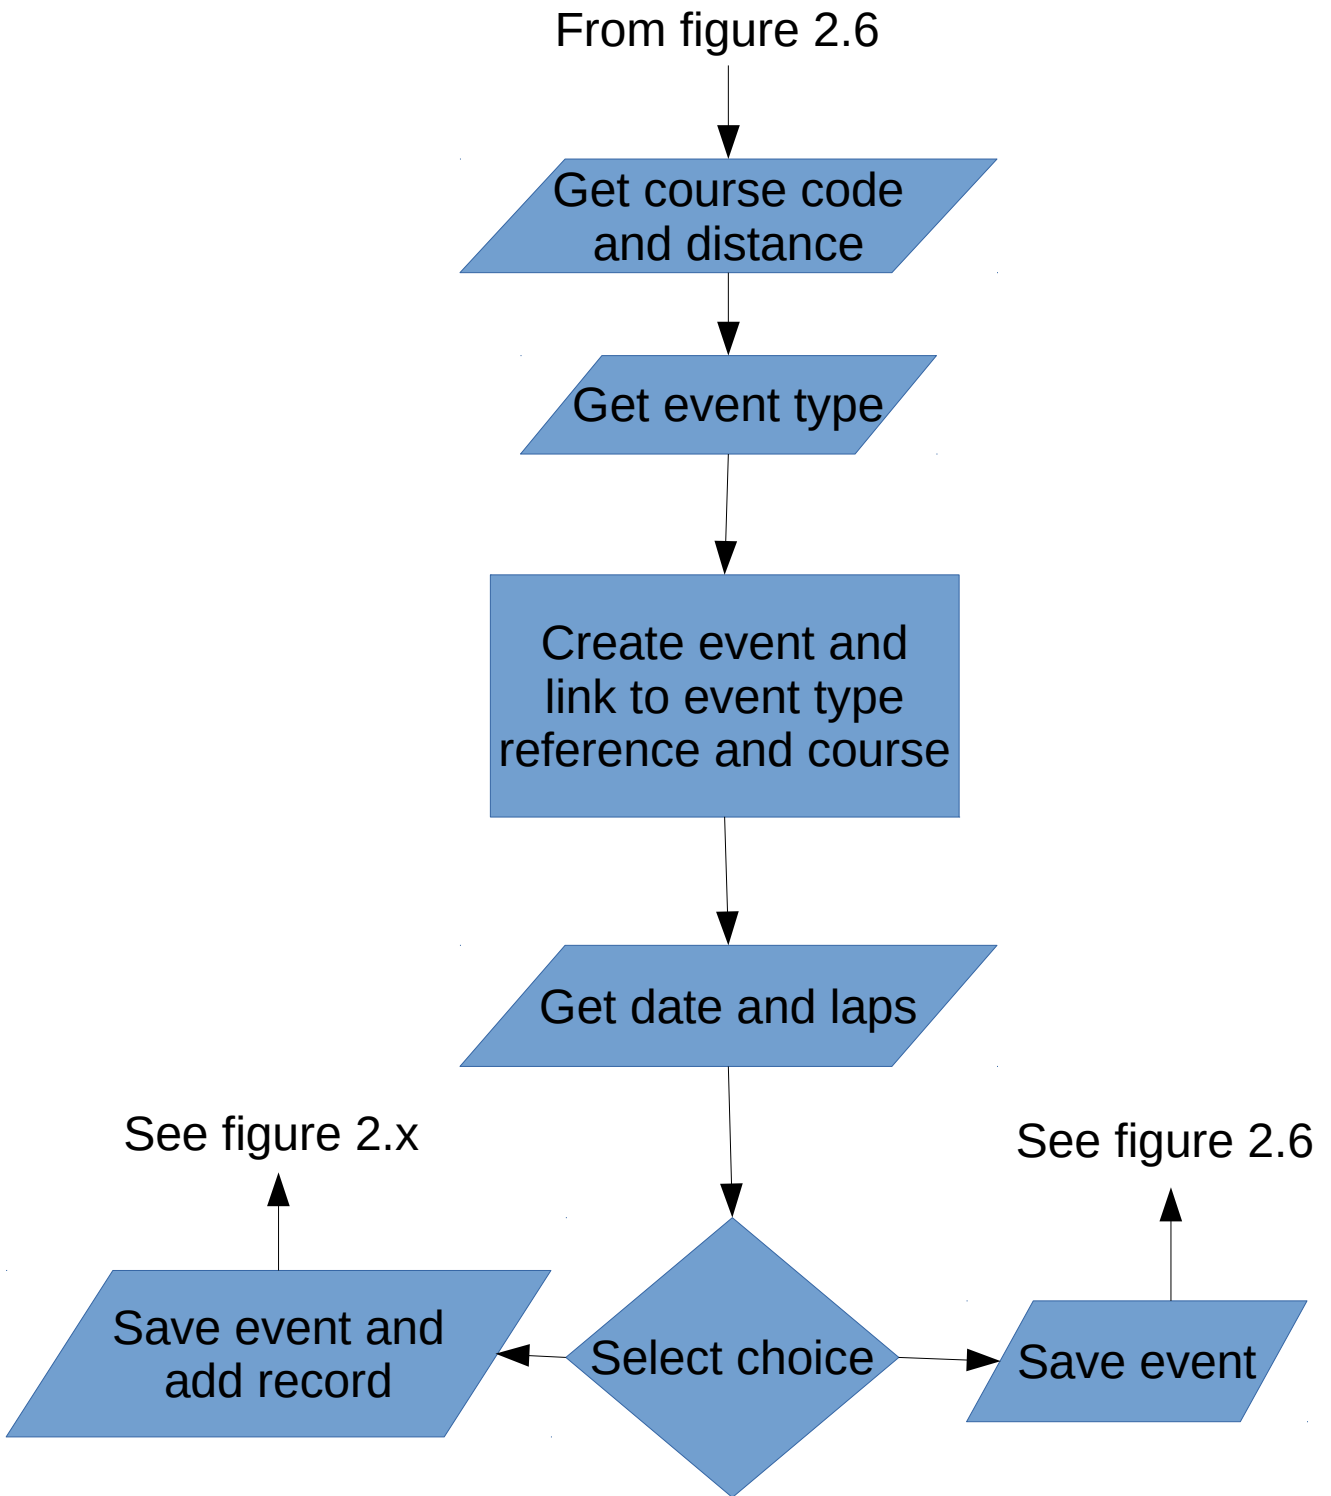 From figure 2.6
Get course code
and distance
Get event type
Create event and
link to event type
reference and course
Get date and laps
See figure 2.x
See figure 2.6
Save event and
add record
Select choice
Save event